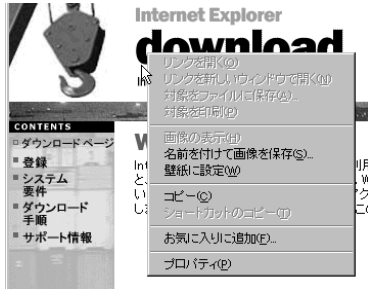 Internet Explorer
download
CONTENTS
ダウンロード ページ
登録
システム
要件
ダウンロード
手順
サポート情報
リンクを開く(O)
リンクを新しいウィンドウで開く(N)
対象をファイルに保存(A)...
対象を印刷(P)
画像の表示(H)
名前を付けて画像を保存(S)...
壁紙に設定(W)
コピー(C)
ショートカットのコピー(T)
お気に入りに追加(F)...
プロパティ(P)